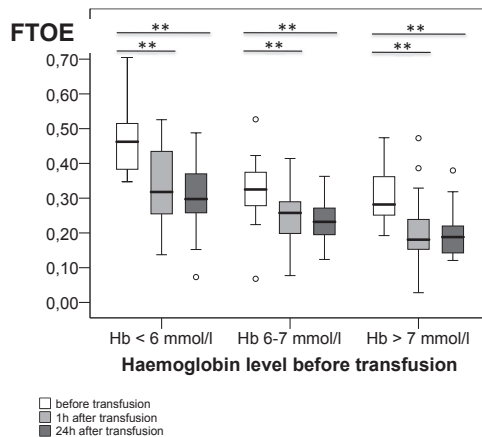 FTOE
**
**
**
**
**
**
0,70
0,60
0,50
0,40
0,30
0,20
0,10
0,00
Hb < 6 mmol/l Hb 6-7 mmol/l Hb > 7 mmol/l
Haemoglobin level before transfusion
before transfusion
1h after transfusion
24h after transfusion